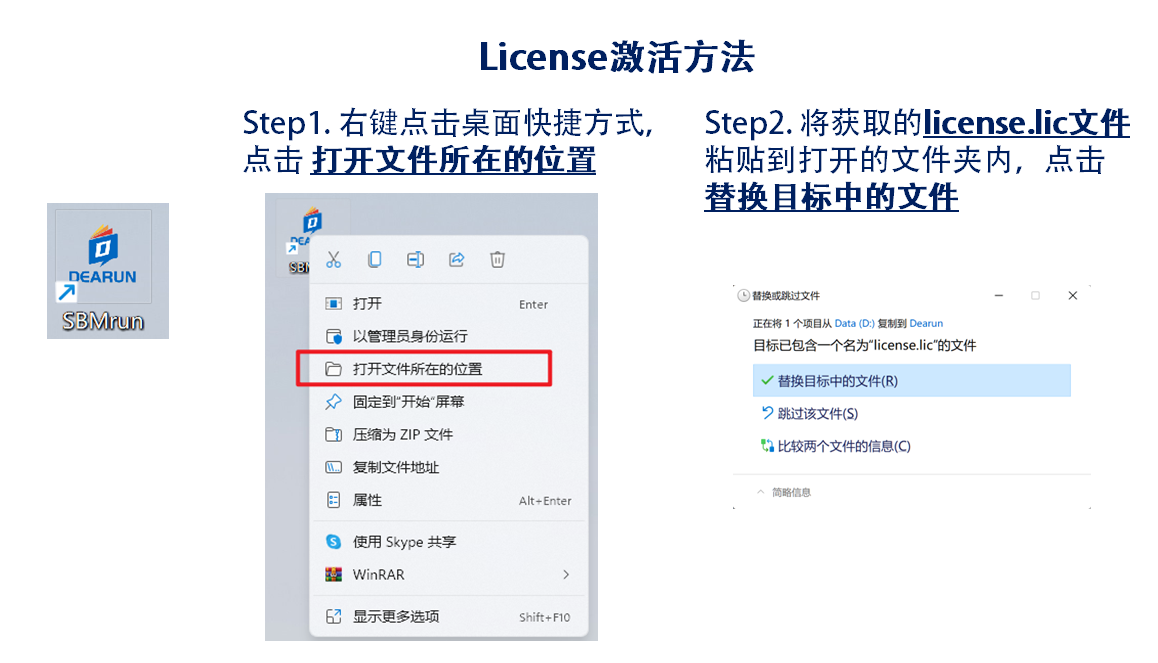 License激活方法
Step1. 右键点击桌面快捷方式,
点击 打开文件所在的位置
Step2. 将获取的license.lic文件
粘贴到打开的文件夹内，点击
替换目标中的文件
DEARUN
SBMrun
DEA
SBM
打开 Enter
以管理员身份运行
打开文件所在的位置
固定到"开始"屏幕
压缩为 ZIP 文件
复制文件地址
属性 Alt+Enter
使用 Skype 共享
WinRAR
显示更多选项 Shift+F10
替换或跳过文件
正在将 1 个项目从 Data (D:) 复制到 Dearun
目标已包含一个名为"license.lic"的文件
替换目标中的文件(R)
跳过该文件(S)
比较两个文件的信息(C)
简略信息